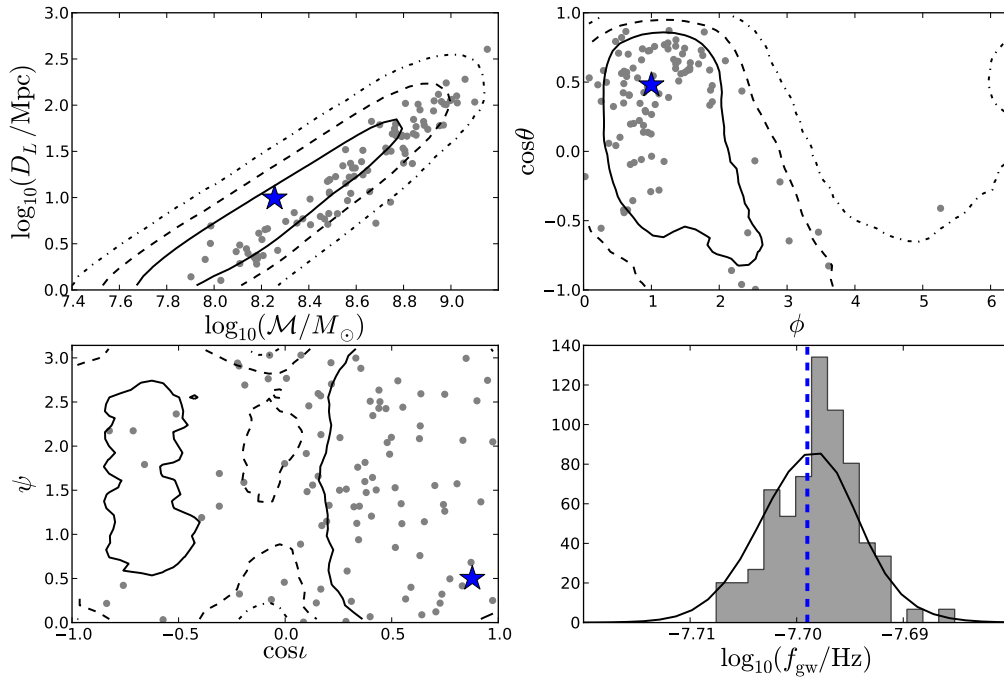 3.0
2.5
2.0
1.5
1.0
0.5
0.0
7.4 7.6 7.8 8.0 8.2 8.4 8.6 8.8 9.0
log₁₀(D_L/Mpc)
log₁₀(ℳ/M_⊙)
1.0
0.5
0.0
−0.5
−1.0
0 1 2 3 4 5 6
cosθ
ϕ
3.0
2.5
2.0
1.5
1.0
0.5
0.0
−1.0 −0.5 0.0 0.5 1.0
ψ
cosι
140
120
100
80
60
40
20
0
−7.71 −7.70 −7.69
log₁₀(f_gw/Hz)